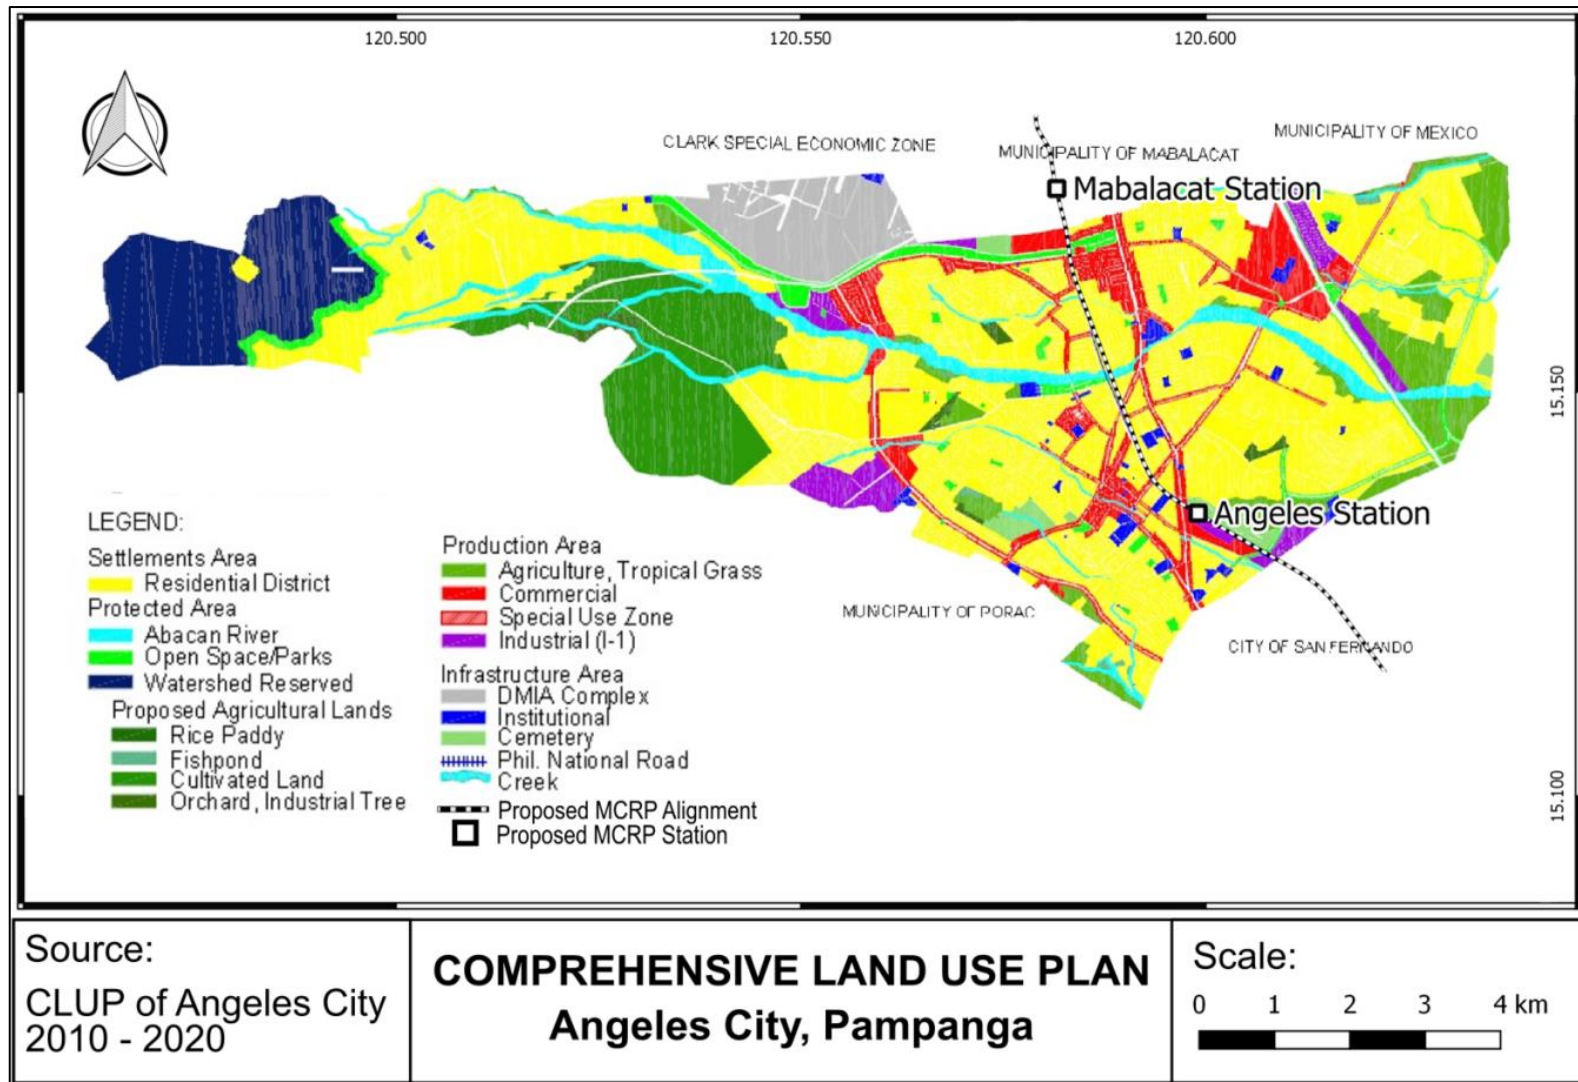 120.500
120.550
120.600
CLARK SPECIAL ECONOMIC ZONE
MUNICIPALITY OF MABALACAT
MUNICIPALITY OF MEXICO
Mabalacat Station
15.150
Angeles Station
MUNICIPALITY OF PORAC
CITY OF SAN FERNANDO
15.100
LEGEND:
Settlements Area
Residential District
Protected Area
Abacan River
Open Space/Parks
Watershed Reserved
Proposed Agricultural Lands
Rice Paddy
Fishpond
Cultivated Land
Orchard, Industrial Tree
Production Area
Agriculture, Tropical Grass
Commercial
Special Use Zone
Industrial (I-1)
Infrastructure Area
DMIA Complex
Institutional
Cemetery
Phil. National Road
Creek
Proposed MCRP Alignment
Proposed MCRP Station
Source:
CLUP of Angeles City
2010 - 2020
COMPREHENSIVE LAND USE PLAN
Angeles City, Pampanga
Scale:
0 1 2 3 4 km